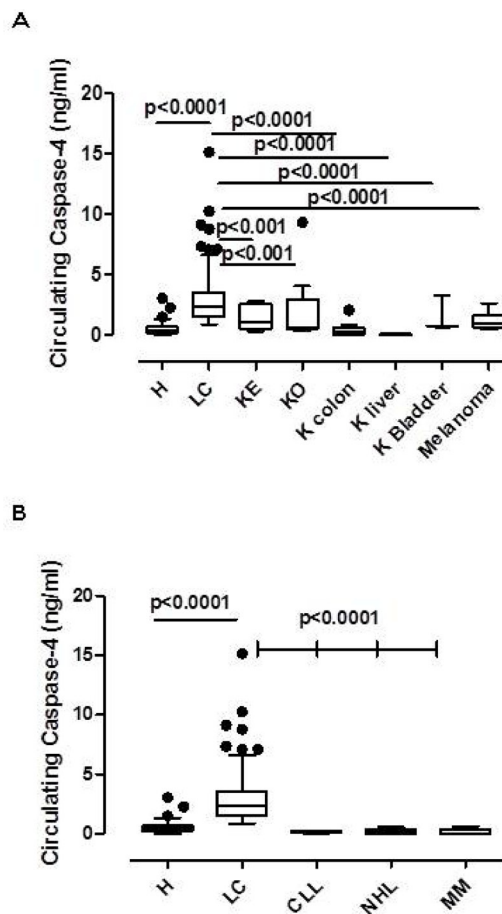 A
Circulating Caspase-4 (ng/ml)
20
15
10
5
0
p<0.0001
p<0.0001
p<0.0001
p<0.0001
p<0.0001
p<0.001
p<0.001
H
LC
KE
KO
K colon
K liver
K Bladder
Melanoma
B
Circulating Caspase-4 (ng/ml)
20
15
10
5
0
p<0.0001
p<0.0001
H
LC
CLL
NHL
MM